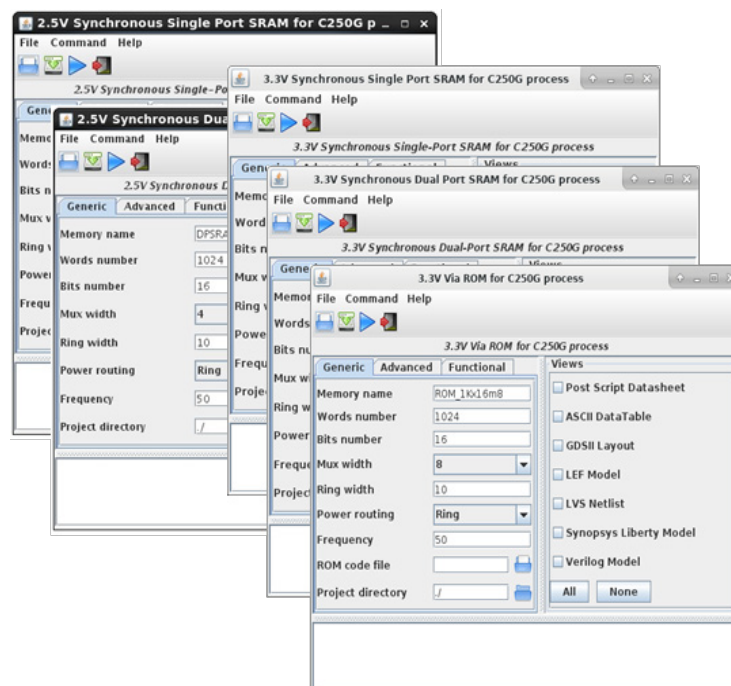 2.5V Synchronous Single Port SRAM for C250G p
File Command Help
2.5V Synchronous Single-Po
Gene
Memo
Words
Bits n
Mux w
Ring w
Power
Frequ
Projec
2.5V Synchronous Dua
File Command Help
2.5V Synchronous D
Generic Advanced Functi
Memory name DPSRA
Words number 1024
Bits number 16
Mux width 4
Ring width 10
Power routing Ring
Frequency 50
Project directory ./
3.3V Synchronous Single Port SRAM for C250G process
File Command Help
3.3V Synchronous Single-Port SRAM for C250G process
Gene Advanced Functional Views
Memo
Word
Bits n
Mux w
Ring w
Powe
Frequ
Projec
3.3V Synchronous Dual Port SRAM for C250G process
File Command Help
3.3V Synchronous Dual-Port SRAM for C250G process
Gene Views
Memor
Words
Bits nu
Mux w
Ring w
Power
Freque
Project
3.3V Via ROM for C250G process
File Command Help
3.3V Via ROM for C250G process
Generic Advanced Functional
Memory name ROM_1Kx16m8
Words number 1024
Bits number 16
Mux width 8
Ring width 10
Power routing Ring
Frequency 50
ROM code file
Project directory ./
Views
Post Script Datasheet
ASCII DataTable
GDSII Layout
LEF Model
LVS Netlist
Synopsys Liberty Model
Verilog Model
All None